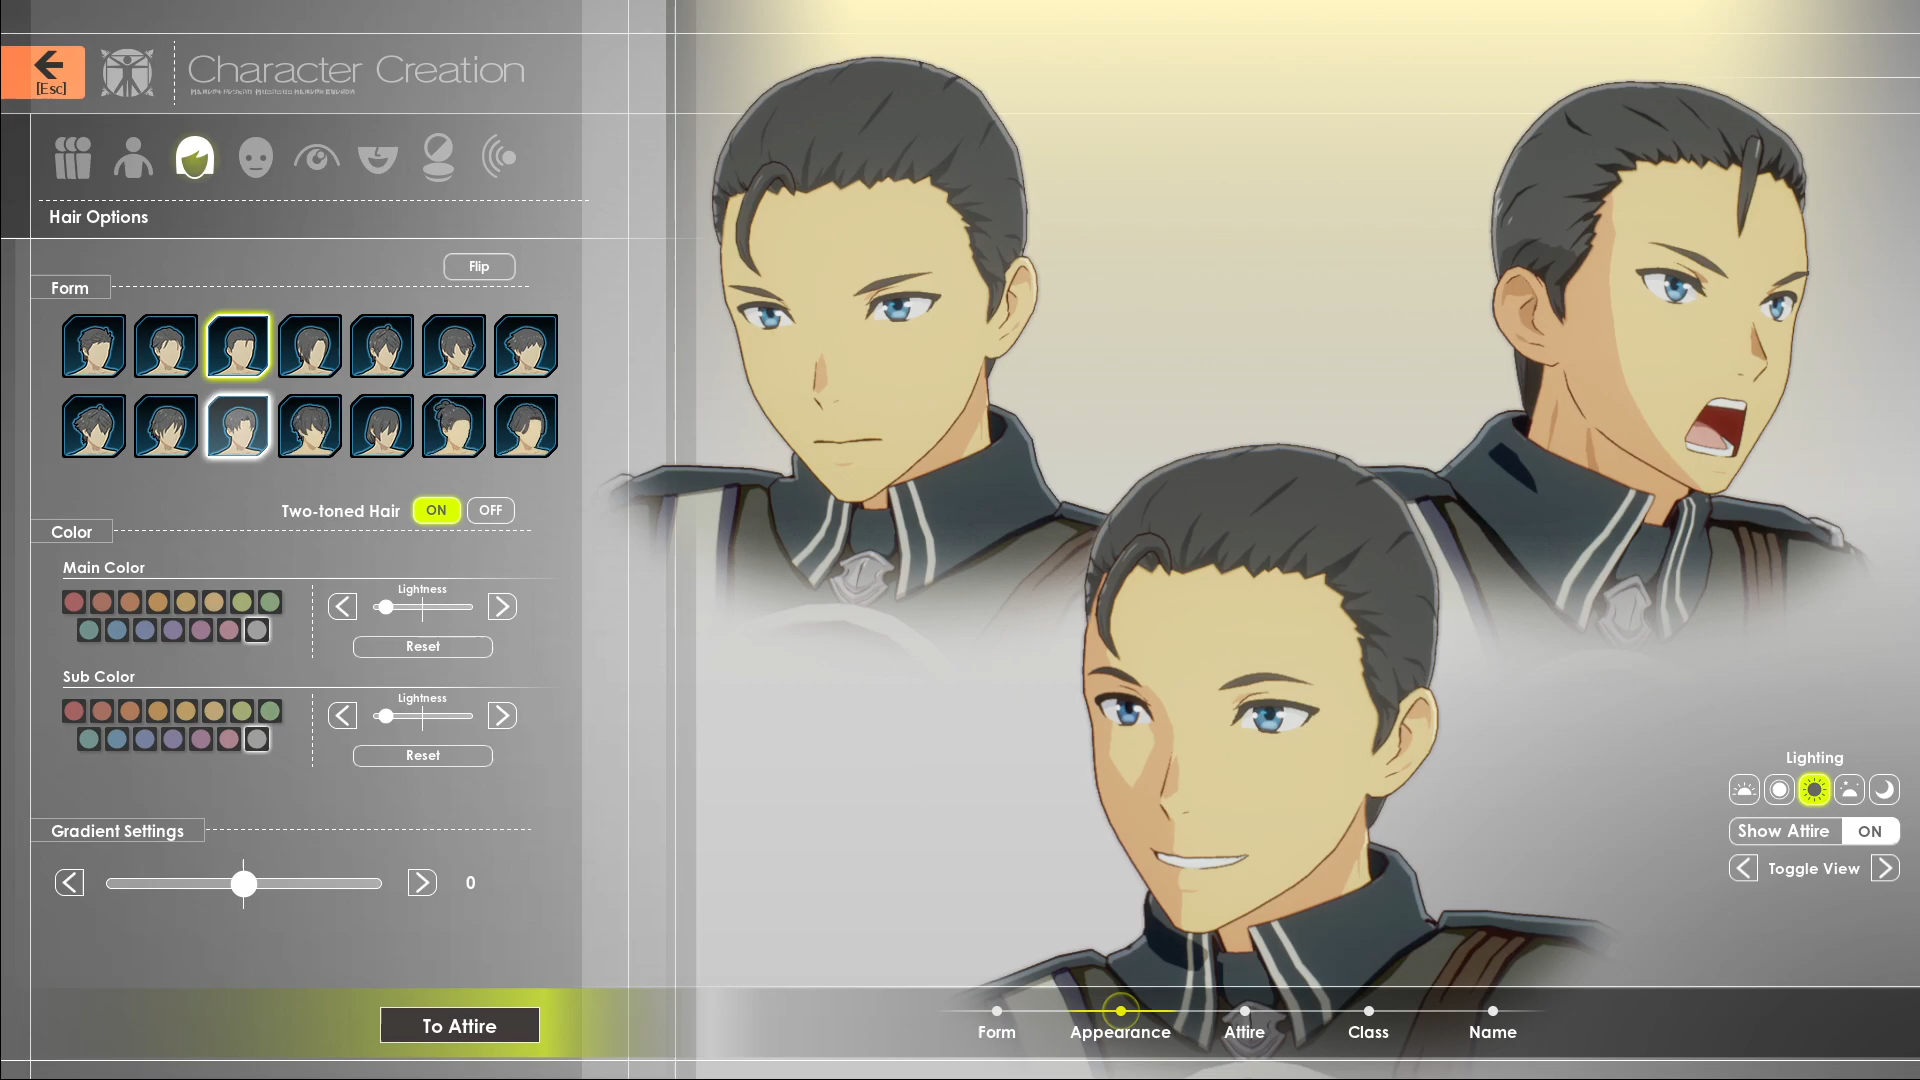 [Esc]
Character Creation
Hair Options
Flip
Form
Two-toned Hair ON OFF
Color
Main Color
Lightness
Reset
Sub Color
Lightness
Reset
Gradient Settings
0
To Attire
Lighting
Show Attire ON
Toggle View
Form Appearance Attire Class Name